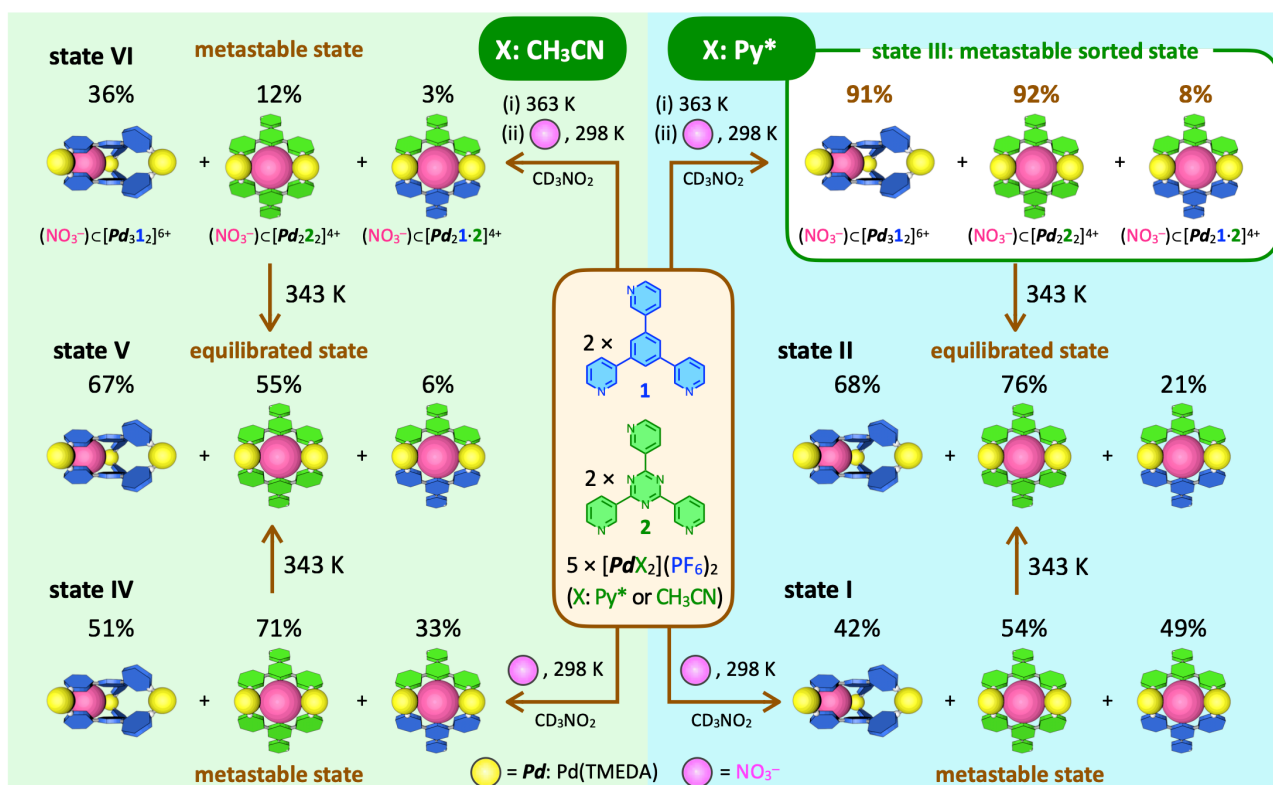 X: CH₃CN
X: Py*
state VI
metastable state
36% 12% 3%
+ +
(NO₃⁻)⊂[Pd₃1₂]⁶⁺ (NO₃⁻)⊂[Pd₂2₂]⁴⁺ (NO₃⁻)⊂[Pd₂1·2]⁴⁺
(i) 363 K
(ii) , 298 K
CD₃NO₂
(i) 363 K
(ii) , 298 K
CD₃NO₂
state III: metastable sorted state
91% 92% 8%
+ +
(NO₃⁻)⊂[Pd₃1₂]⁶⁺ (NO₃⁻)⊂[Pd₂2₂]⁴⁺ (NO₃⁻)⊂[Pd₂1·2]⁴⁺
343 K
state V
equilibrated state
67% 55% 6%
+ +
343 K
state IV
51% 71% 33%
+ +
metastable state
, 298 K
CD₃NO₂
N
2 ×
N N
1
N
2 ×
N N
N
N N
2
5 × [PdX₂](PF₆)₂
(X: Py* or CH₃CN)
343 K
state II
equilibrated state
68% 76% 21%
+ +
343 K
state I
42% 54% 49%
+ +
metastable state
, 298 K
CD₃NO₂
= Pd: Pd(TMEDA)
= NO₃⁻